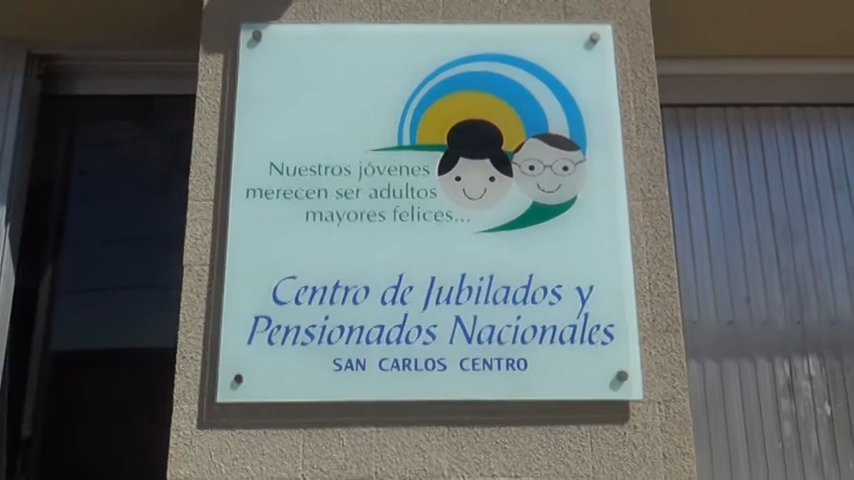 Nuestros jóvenes
merecen ser adultos
mayores felices...
Centro de Jubilados y
Pensionados Nacionales
SAN CARLOS CENTRO